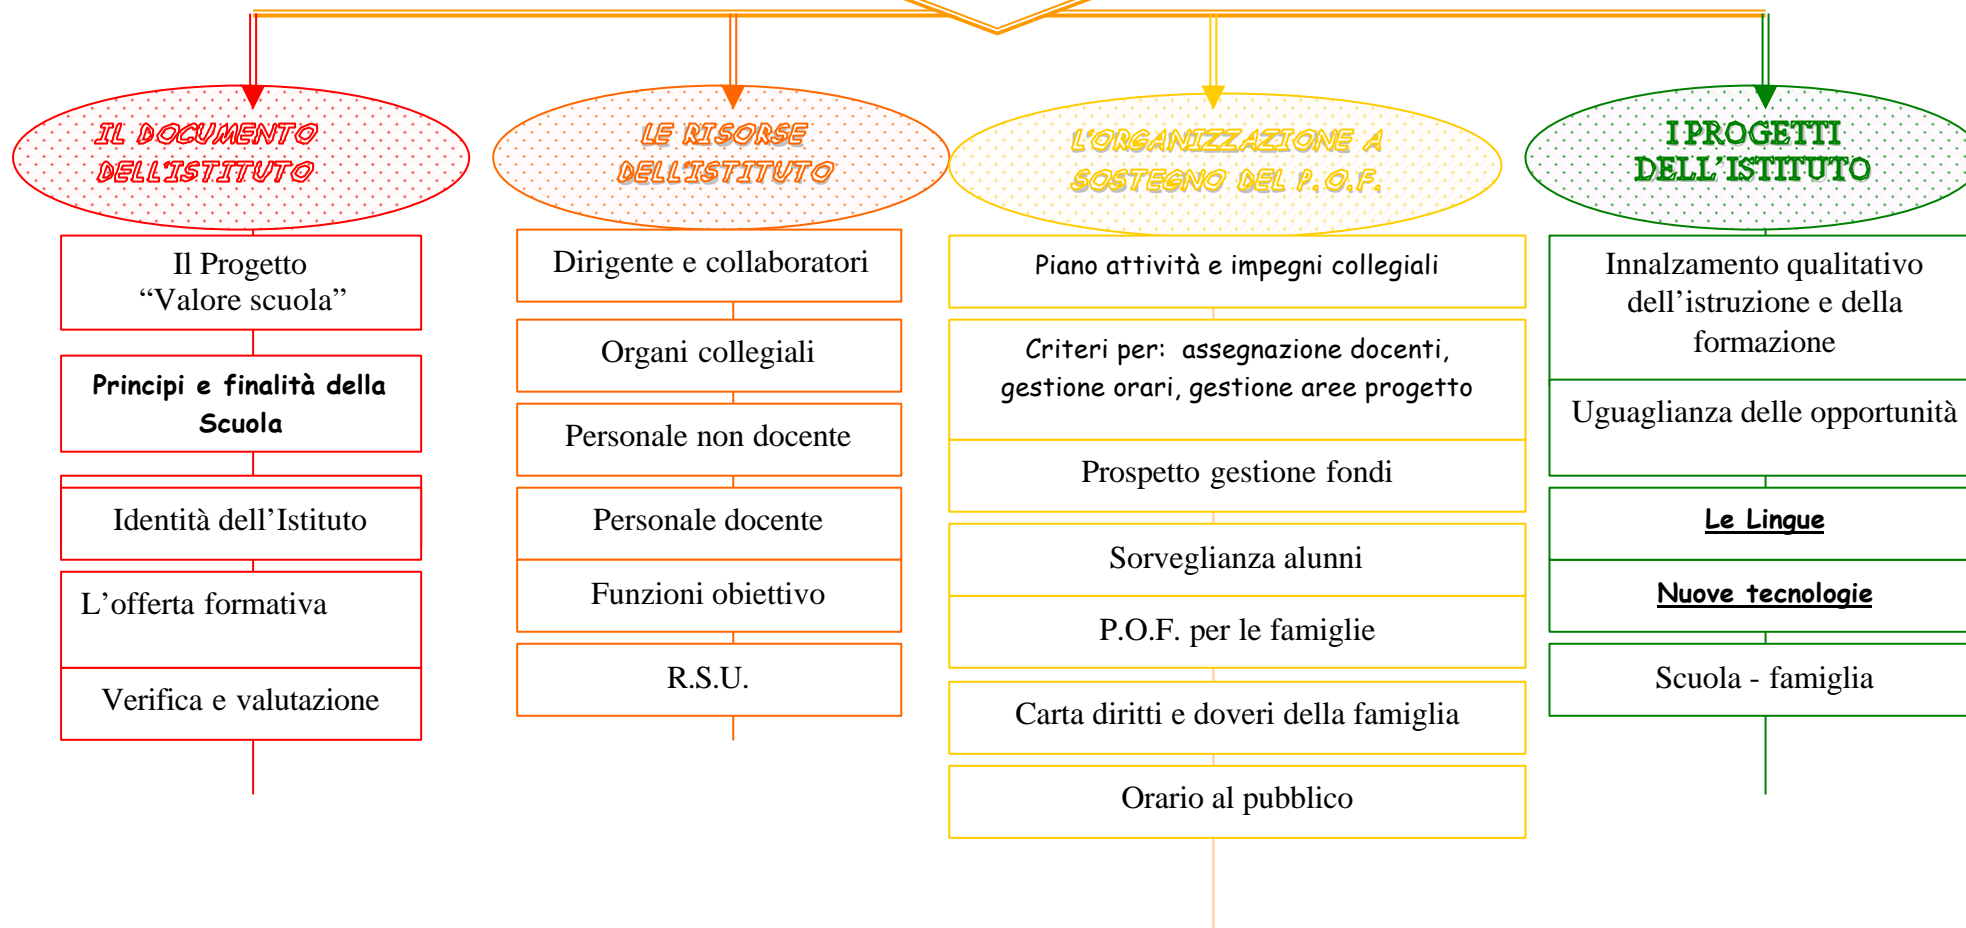 IL DOCUMENTO
DELL'ISTITUTO
Il Progetto
“Valore scuola”
Principi e finalità della
Scuola
Identità dell’Istituto
L’offerta formativa
Verifica e valutazione
LE RISORSE
DELL'ISTITUTO
Dirigente e collaboratori
Organi collegiali
Personale non docente
Personale docente
Funzioni obiettivo
R.S.U.
L'ORGANIZZAZIONE A
SOSTEGNO DEL P.O.F.
Piano attività e impegni collegiali
Criteri per: assegnazione docenti,
gestione orari, gestione aree progetto
Prospetto gestione fondi
Sorveglianza alunni
P.O.F. per le famiglie
Carta diritti e doveri della famiglia
Orario al pubblico
I PROGETTI
DELL’ISTITUTO
Innalzamento qualitativo
dell’istruzione e della
formazione
Uguaglianza delle opportunità
Le Lingue
Nuove tecnologie
Scuola - famiglia